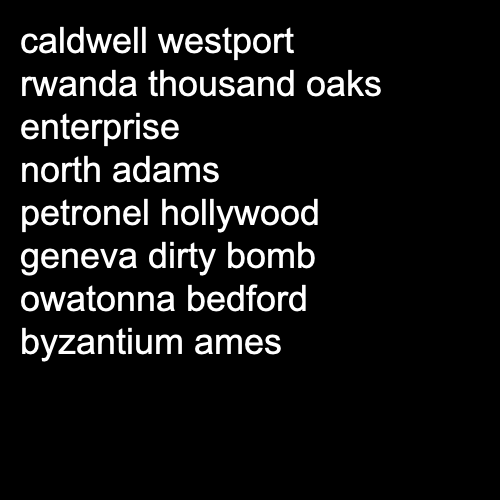 caldwell westport
rwanda thousand oaks
enterprise
north adams
petronel hollywood
geneva dirty bomb
owatonna bedford
byzantium ames